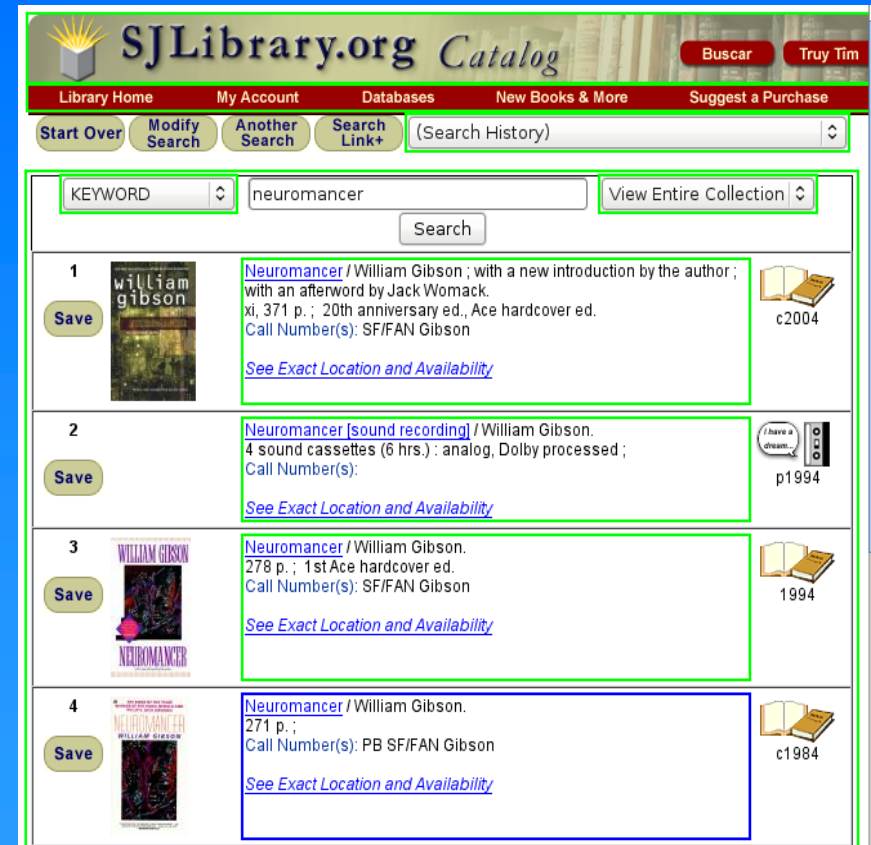 SJLibrary.org Catalog
Buscar
Truy Tìm
Library Home My Account Databases New Books & More Suggest a Purchase
Start Over
Modify Search
Another Search
Search Link+
(Search History)
KEYWORD
neuromancer
View Entire Collection
Search
1
Save
william
gibson
Neuromancer / William Gibson ; with a new introduction by the author ;
with an afterword by Jack Womack.
xi, 371 p. ; 20th anniversary ed., Ace hardcover ed.
Call Number(s): SF/FAN Gibson
See Exact Location and Availability
c2004
2
Save
Neuromancer [sound recording] / William Gibson.
4 sound cassettes (6 hrs.) : analog, Dolby processed ;
Call Number(s):
See Exact Location and Availability
I have a
dream...
p1994
3
Save
WILLIAM GIBSON
NEUROMANCER
Neuromancer / William Gibson.
278 p. ; 1st Ace hardcover ed.
Call Number(s): SF/FAN Gibson
See Exact Location and Availability
1994
4
Save
NEUROMANCER
WILLIAM GIBSON
Neuromancer / William Gibson.
271 p. ;
Call Number(s): PB SF/FAN Gibson
See Exact Location and Availability
c1984